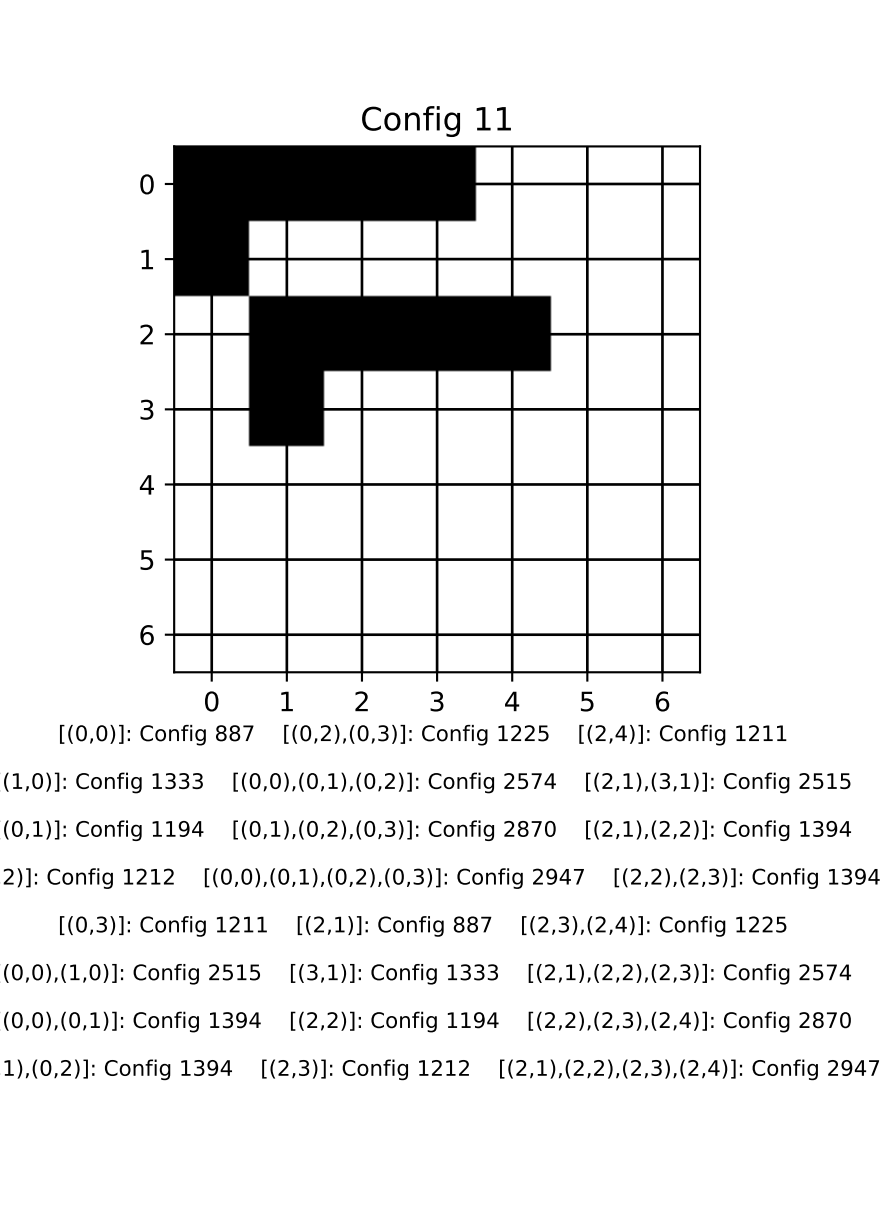 Config 11
0
1
2
3
4
5
6
0 1 2 3 4 5 6
[(0,0)]: Config 887 [(0,2),(0,3)]: Config 1225 [(2,4)]: Config 1211
(1,0)]: Config 1333 [(0,0),(0,1),(0,2)]: Config 2574 [(2,1),(3,1)]: Config 2515
(0,1)]: Config 1194 [(0,1),(0,2),(0,3)]: Config 2870 [(2,1),(2,2)]: Config 1394
2)]: Config 1212 [(0,0),(0,1),(0,2),(0,3)]: Config 2947 [(2,2),(2,3)]: Config 1394
[(0,3)]: Config 1211 [(2,1)]: Config 887 [(2,3),(2,4)]: Config 1225
(0,0),(1,0)]: Config 2515 [(3,1)]: Config 1333 [(2,1),(2,2),(2,3)]: Config 2574
(0,0),(0,1)]: Config 1394 [(2,2)]: Config 1194 [(2,2),(2,3),(2,4)]: Config 2870
1),(0,2)]: Config 1394 [(2,3)]: Config 1212 [(2,1),(2,2),(2,3),(2,4)]: Config 2947